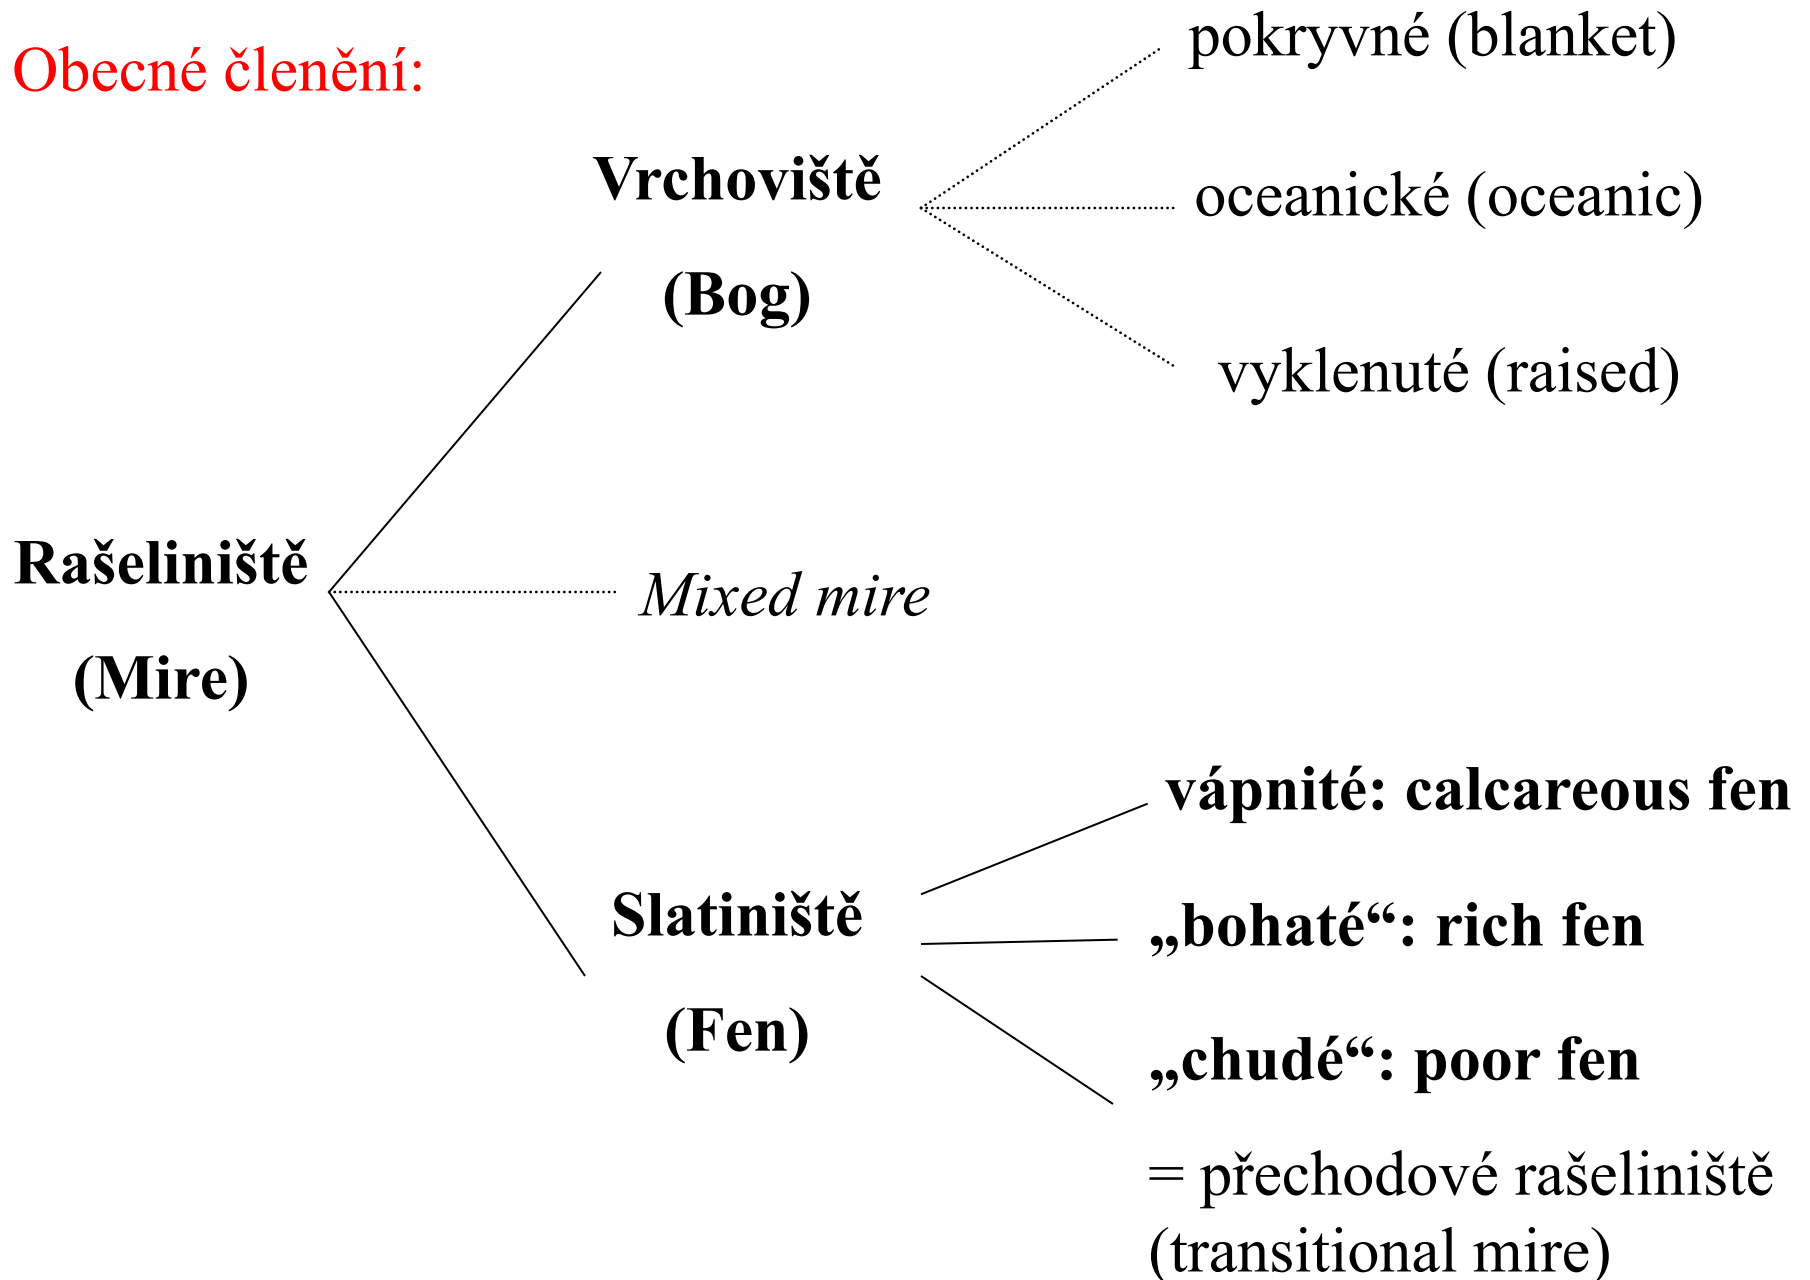 Obecné členění:
pokryvné (blanket)
Vrchoviště
(Bog)
oceanické (oceanic)
vyklenuté (raised)
Rašeliniště
(Mire)
Mixed mire
Slatiniště
(Fen)
vápnité: calcareous fen
„bohaté“: rich fen
„chudé“: poor fen
= přechodové rašeliniště
(transitional mire)